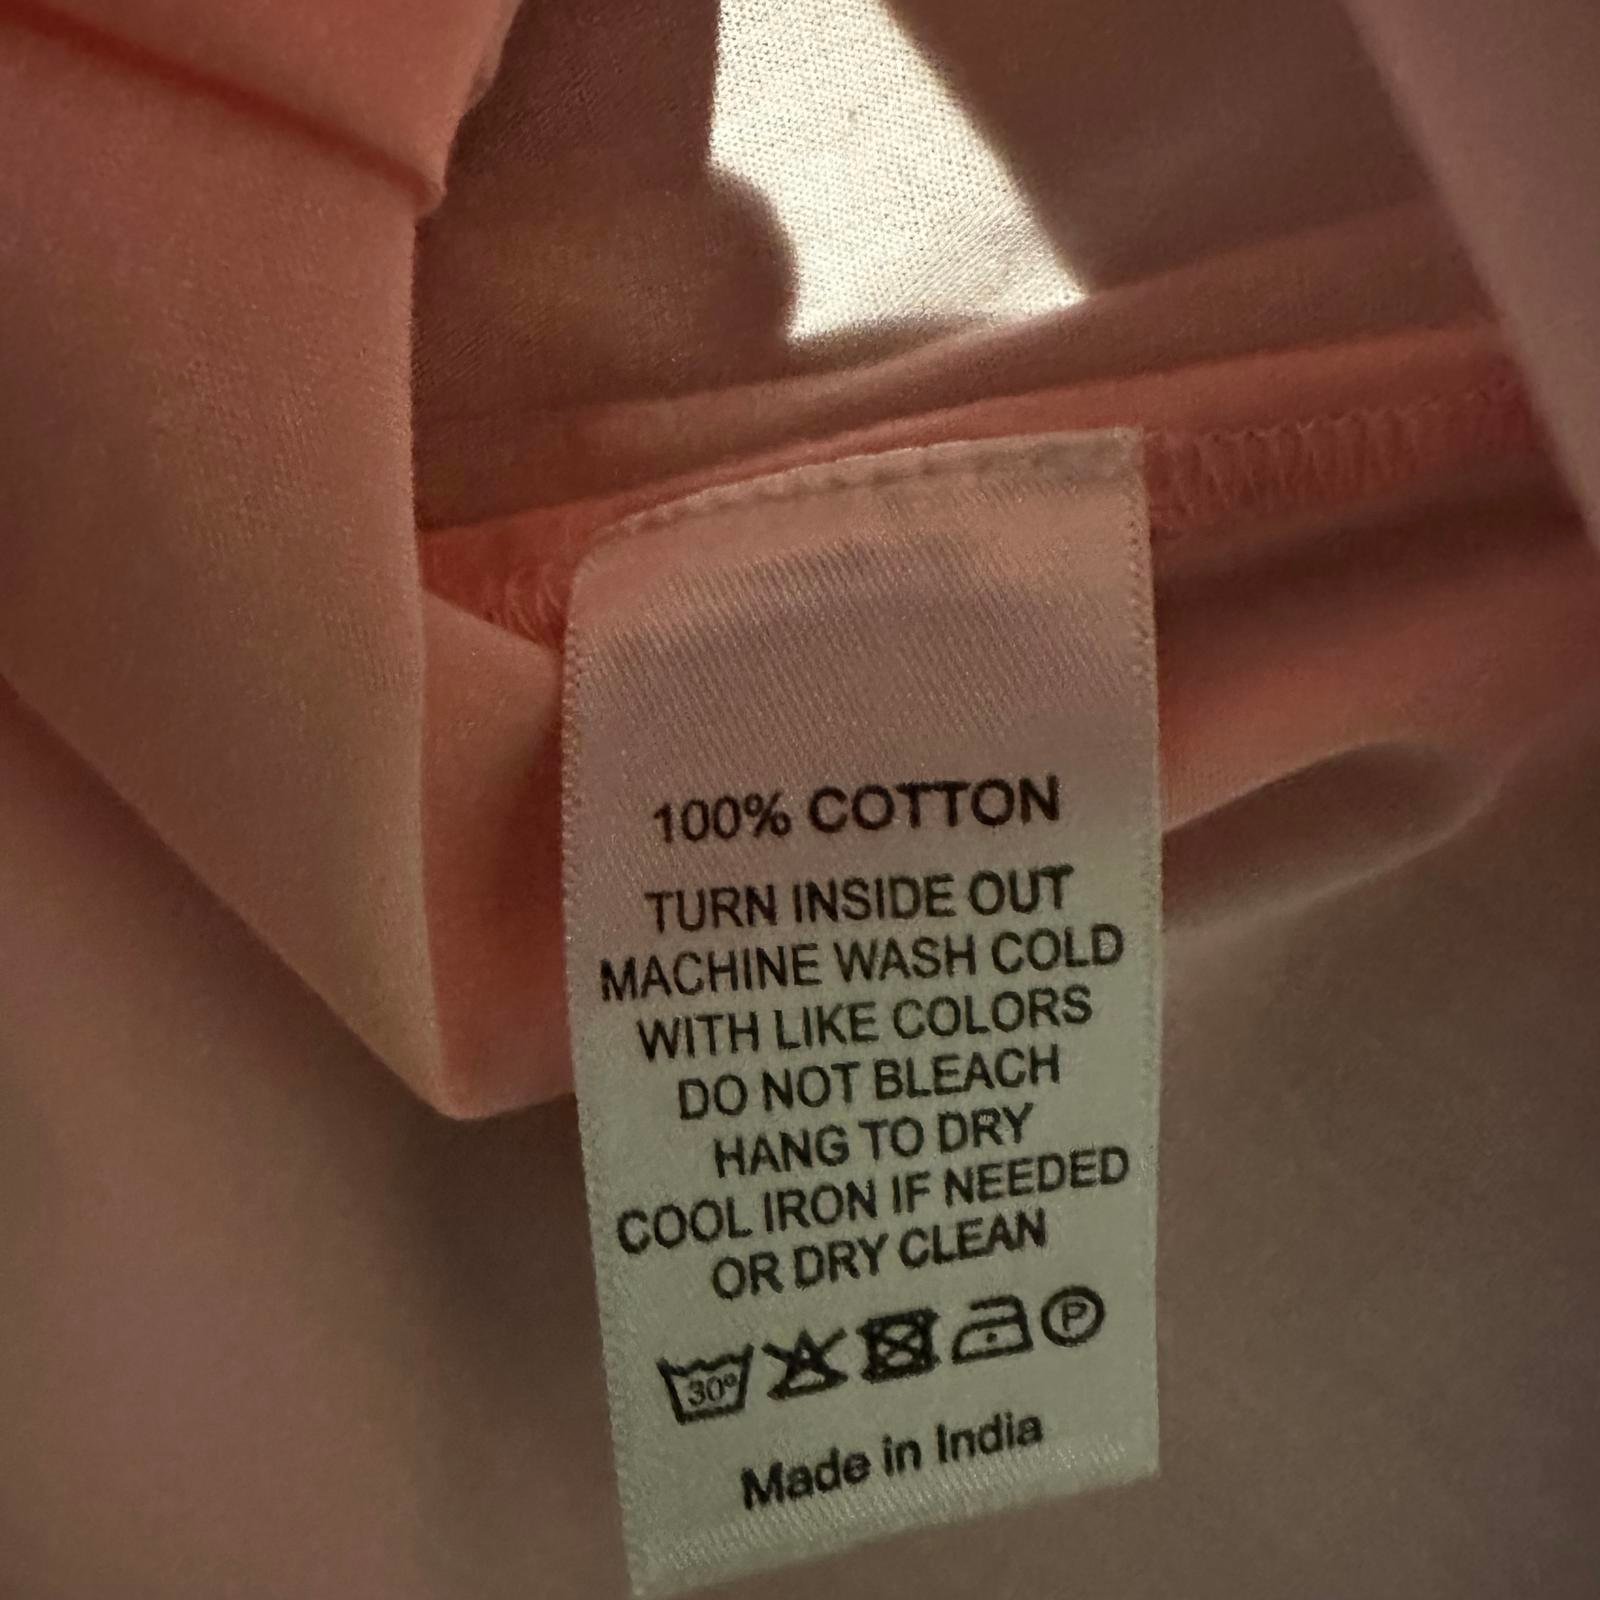 100% COTTON
TURN INSIDE OUT
MACHINE WASH COLD
WITH LIKE COLORS
DO NOT BLEACH
HANG TO DRY
COOL IRON IF NEEDED
OR DRY CLEAN
30° P
Made in India